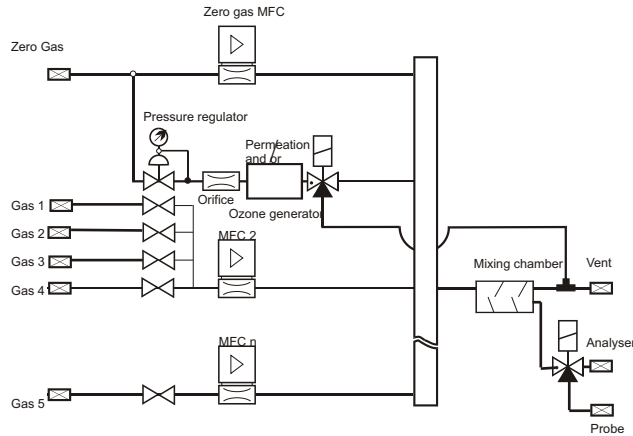 Zero gas MFC
Zero Gas
Pressure regulator
Permeation
and or
Orifice
Ozone generator
Gas 1
Gas 2
Gas 3
Gas 4
MFC 2
Mixing chamber
Vent
MFC n
Analyser
Gas 5
Probe